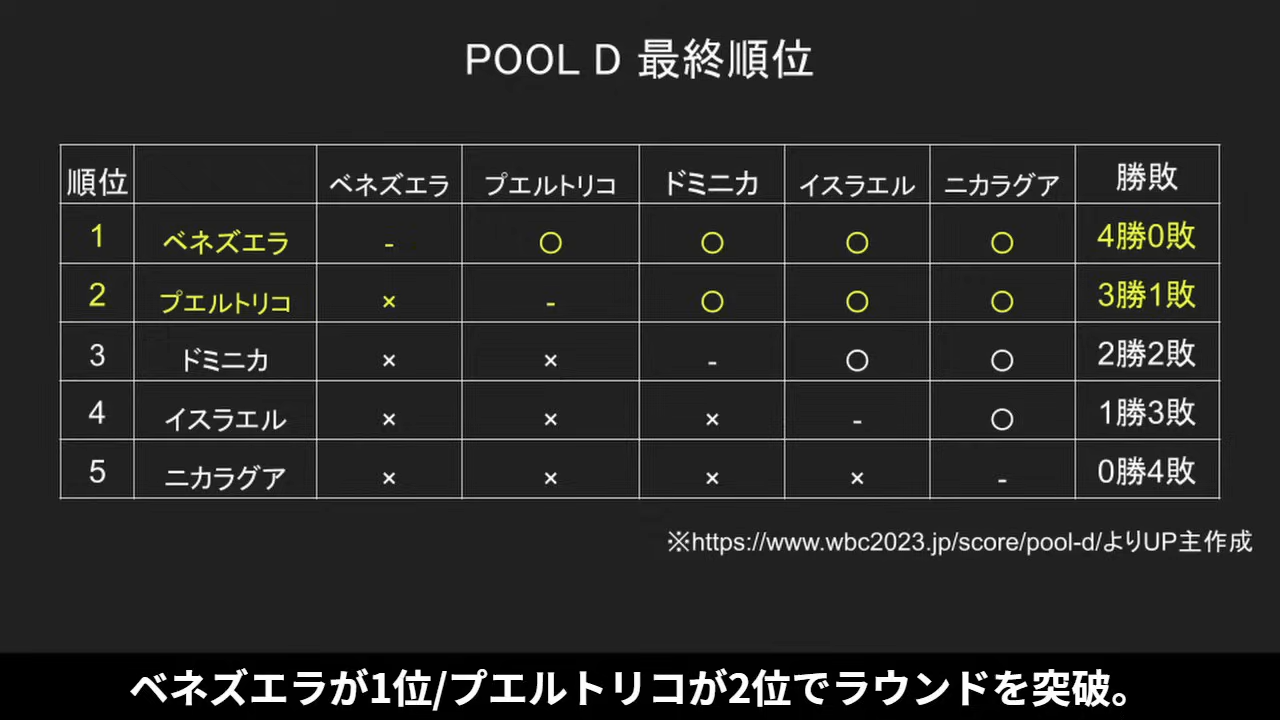 POOL D 最終順位
順位 ベネズエラ プエルトリコ ドミニカ イスラエル ニカラグア 勝敗
1 ベネズエラ - 〇 〇 〇 〇 4勝0敗
2 プエルトリコ × - 〇 〇 〇 3勝1敗
3 ドミニカ × × - 〇 〇 2勝2敗
4 イスラエル × × × - 〇 1勝3敗
5 ニカラグア × × × × - 0勝4敗
※https://www.wbc2023.jp/score/pool-d/よりUP主作成
ベネズエラが1位/プエルトリコが2位でラウンドを突破。